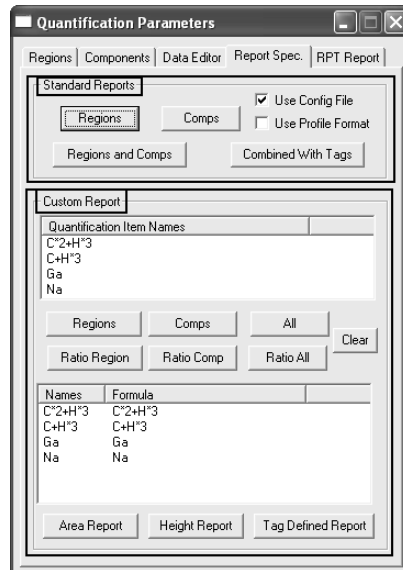 Quantification Parameters
Regions Components Data Editor Report Spec. RPT Report
Standard Reports
Use Config File
Regions Comps
Use Profile Format
Regions and Comps Combined With Tags
Custom Report
Quantification Item Names
C*2+H*3
C+H*3
Ga
Na
Regions Comps All
Clear
Ratio Region Ratio Comp Ratio All
Names Formula
C*2+H*3 C*2+H*3
C+H*3 C+H*3
Ga Ga
Na Na
Area Report Height Report Tag Defined Report